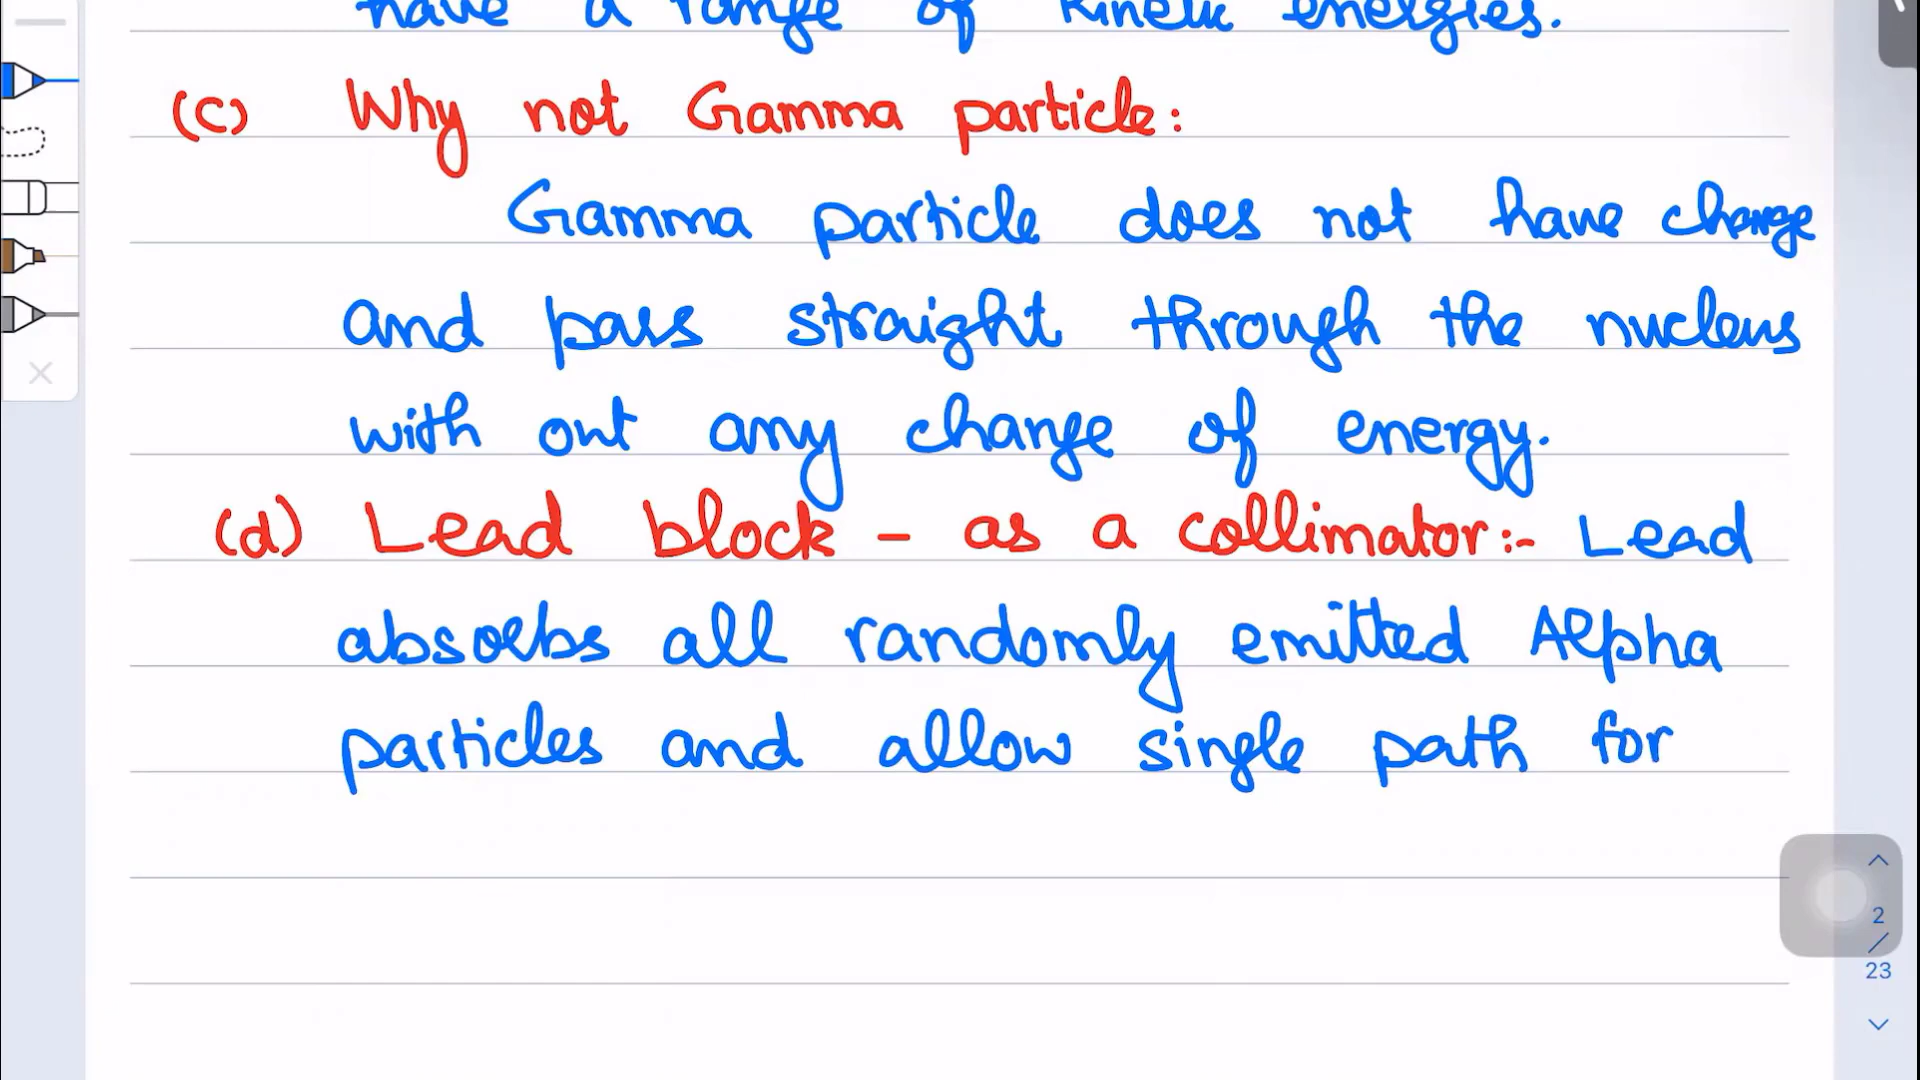 have a range of kinetic energies.
(c) Why not Gamma particle:
Gamma particle does not have charge
and pass straight through the nucleus
with out any change of energy.
(d) Lead block - as a collimator:- Lead
absorbs all randomly emitted Alpha
particles and allow single path for
2
/
23